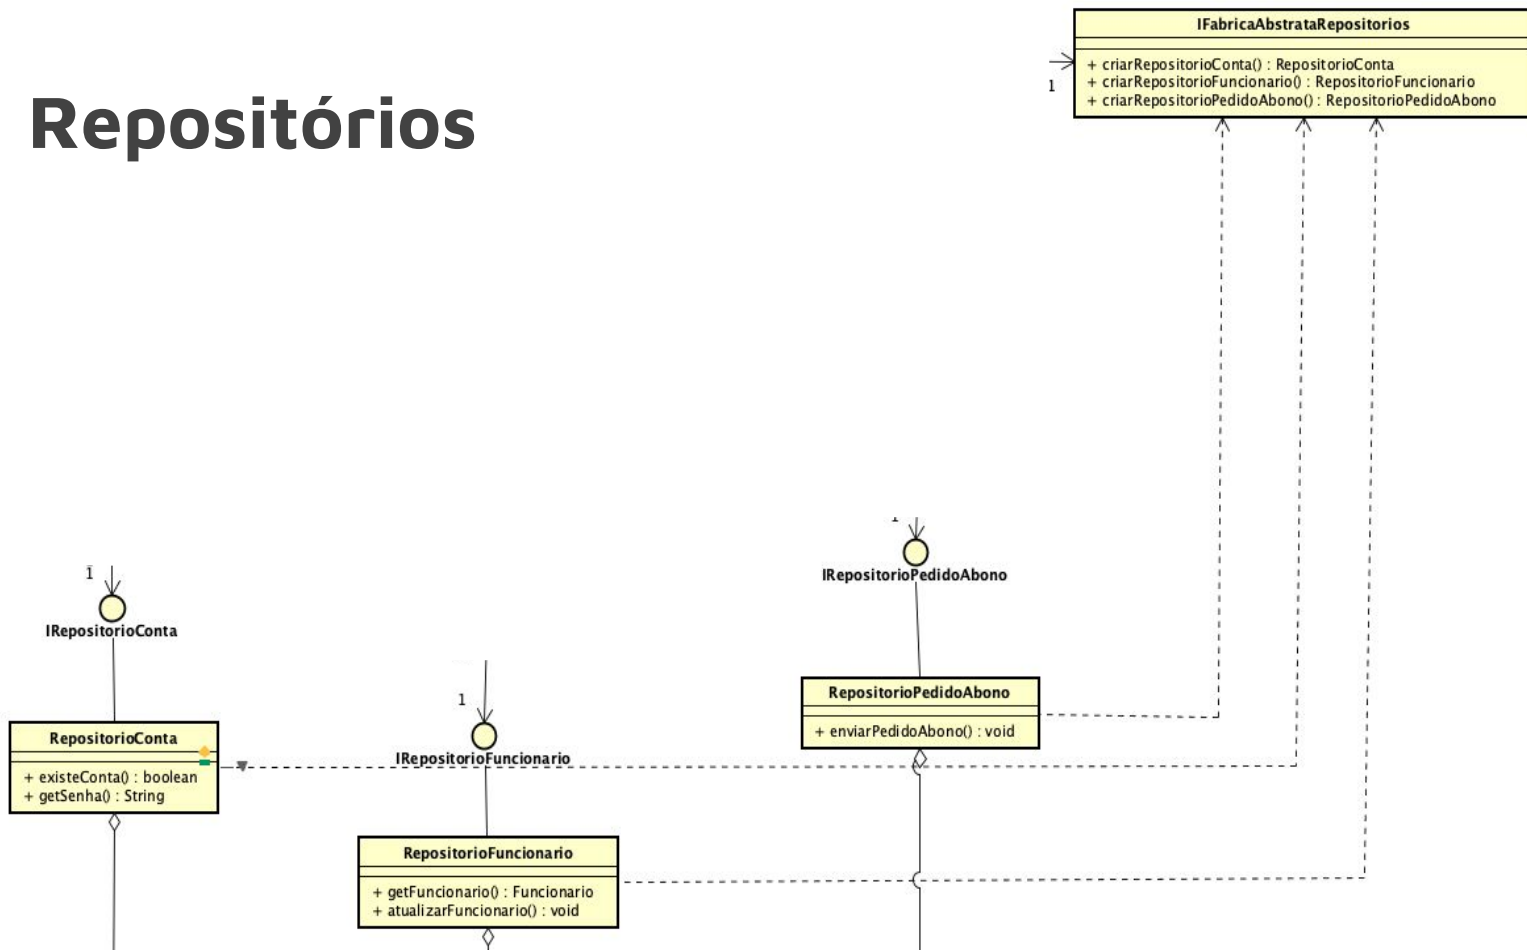 Repositórios
IFabricaAbstrataRepositorios
+ criarRepositorioConta() : RepositorioConta
+ criarRepositorioFuncionario() : RepositorioFuncionario
+ criarRepositorioPedidoAbono() : RepositorioPedidoAbono
1
1
IRepositorioPedidoAbono
1
IRepositorioConta
RepositorioPedidoAbono
+ enviarPedidoAbono() : void
1
IRepositorioFuncionario
RepositorioConta
+ existeConta() : boolean
+ getSenha() : String
RepositorioFuncionario
+ getFuncionario() : Funcionario
+ atualizarFuncionario() : void